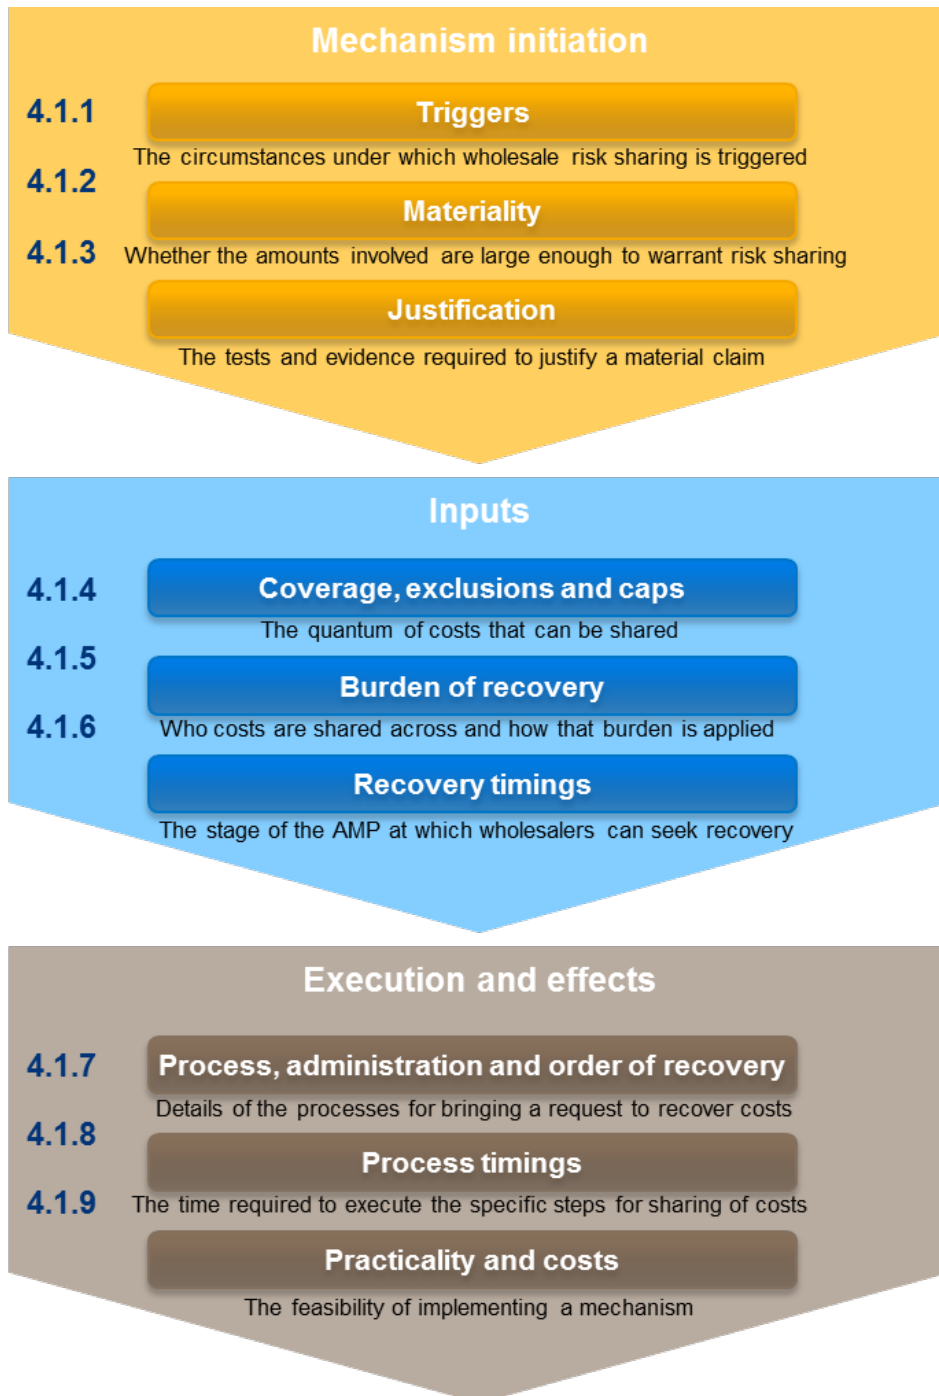 Mechanism initiation
4.1.1
Triggers
The circumstances under which wholesale risk sharing is triggered
4.1.2
Materiality
4.1.3
Whether the amounts involved are large enough to warrant risk sharing
Justification
The tests and evidence required to justify a material claim
Inputs
4.1.4
Coverage, exclusions and caps
The quantum of costs that can be shared
4.1.5
Burden of recovery
4.1.6
Who costs are shared across and how that burden is applied
Recovery timings
The stage of the AMP at which wholesalers can seek recovery
Execution and effects
4.1.7
Process, administration and order of recovery
Details of the processes for bringing a request to recover costs
4.1.8
Process timings
4.1.9
The time required to execute the specific steps for sharing of costs
Practicality and costs
The feasibility of implementing a mechanism